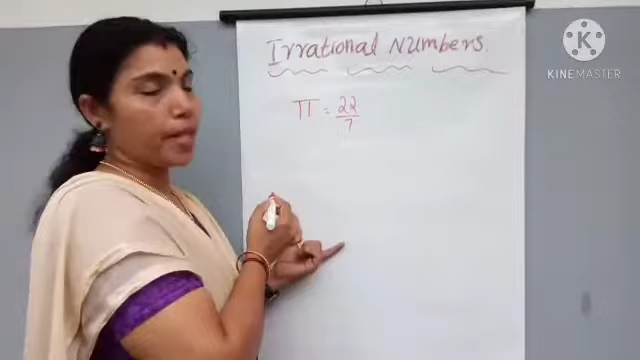 Irrational Numbers.
π = 22/7
KINEMASTER